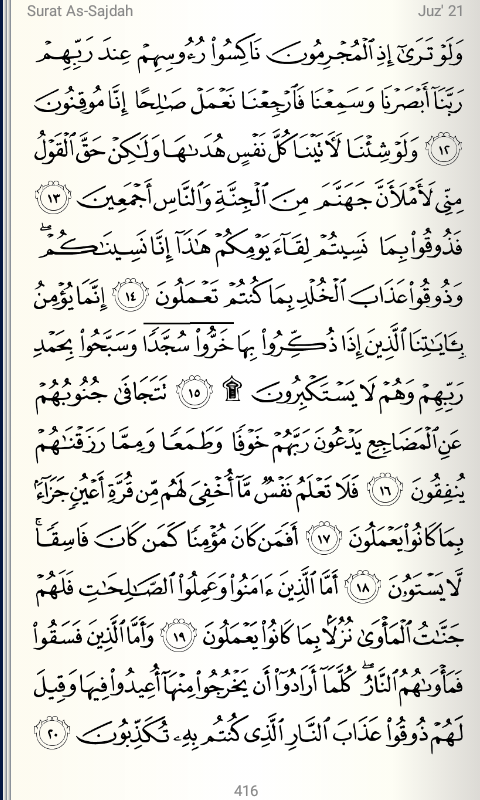 Surat As-Sajdah Juz' 21
وَلَوْ تَرَىٰٓ إِذِ ٱلْمُجْرِمُونَ نَاكِسُوا۟ رُءُوسِهِمْ عِندَ رَبِّهِمْ
رَبَّنَآ أَبْصَرْنَا وَسَمِعْنَا فَٱرْجِعْنَا نَعْمَلْ صَـٰلِحًا إِنَّا مُوقِنُونَ
١٢ وَلَوْ شِئْنَا لَـَٔاتَيْنَا كُلَّ نَفْسٍ هُدَىٰهَا وَلَـٰكِنْ حَقَّ ٱلْقَوْلُ
مِنِّى لَأَمْلَأَنَّ جَهَنَّمَ مِنَ ٱلْجِنَّةِ وَٱلنَّاسِ أَجْمَعِينَ ١٣
فَذُوقُوا۟ بِمَا نَسِيتُمْ لِقَآءَ يَوْمِكُمْ هَـٰذَآ إِنَّا نَسِينَـٰكُمْ ۖ
وَذُوقُوا۟ عَذَابَ ٱلْخُلْدِ بِمَا كُنتُمْ تَعْمَلُونَ ١٤ إِنَّمَا يُؤْمِنُ
بِـَٔايَـٰتِنَا ٱلَّذِينَ إِذَا ذُكِّرُوا۟ بِهَا خَرُّوا۟ سُجَّدًا وَسَبَّحُوا۟ بِحَمْدِ
رَبِّهِمْ وَهُمْ لَا يَسْتَكْبِرُونَ ۩ ١٥ تَتَجَافَىٰ جُنُوبُهُمْ
عَنِ ٱلْمَضَاجِعِ يَدْعُونَ رَبَّهُمْ خَوْفًا وَطَمَعًا وَمِمَّا رَزَقْنَـٰهُمْ
يُنفِقُونَ ١٦ فَلَا تَعْلَمُ نَفْسٌ مَّآ أُخْفِىَ لَهُم مِّن قُرَّةِ أَعْيُنٍ جَزَآءًۢ
بِمَا كَانُوا۟ يَعْمَلُونَ ١٧ أَفَمَن كَانَ مُؤْمِنًا كَمَن كَانَ فَاسِقًا ۚ
لَّا يَسْتَوُۥنَ ١٨ أَمَّا ٱلَّذِينَ ءَامَنُوا۟ وَعَمِلُوا۟ ٱلصَّـٰلِحَـٰتِ فَلَهُمْ
جَنَّـٰتُ ٱلْمَأْوَىٰ نُزُلًۢا بِمَا كَانُوا۟ يَعْمَلُونَ ١٩ وَأَمَّا ٱلَّذِينَ فَسَقُوا۟
فَمَأْوَىٰهُمُ ٱلنَّارُ ۖ كُلَّمَآ أَرَادُوٓا۟ أَن يَخْرُجُوا۟ مِنْهَآ أُعِيدُوا۟ فِيهَا وَقِيلَ
لَهُمْ ذُوقُوا۟ عَذَابَ ٱلنَّارِ ٱلَّذِى كُنتُم بِهِۦ تُكَذِّبُونَ ٢٠
416